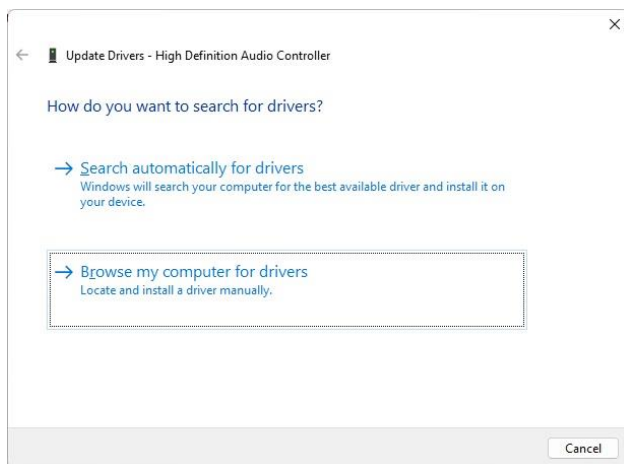 Update Drivers - High Definition Audio Controller
How do you want to search for drivers?
Search automatically for drivers
Windows will search your computer for the best available driver and install it on
your device.
Browse my computer for drivers
Locate and install a driver manually.
Cancel